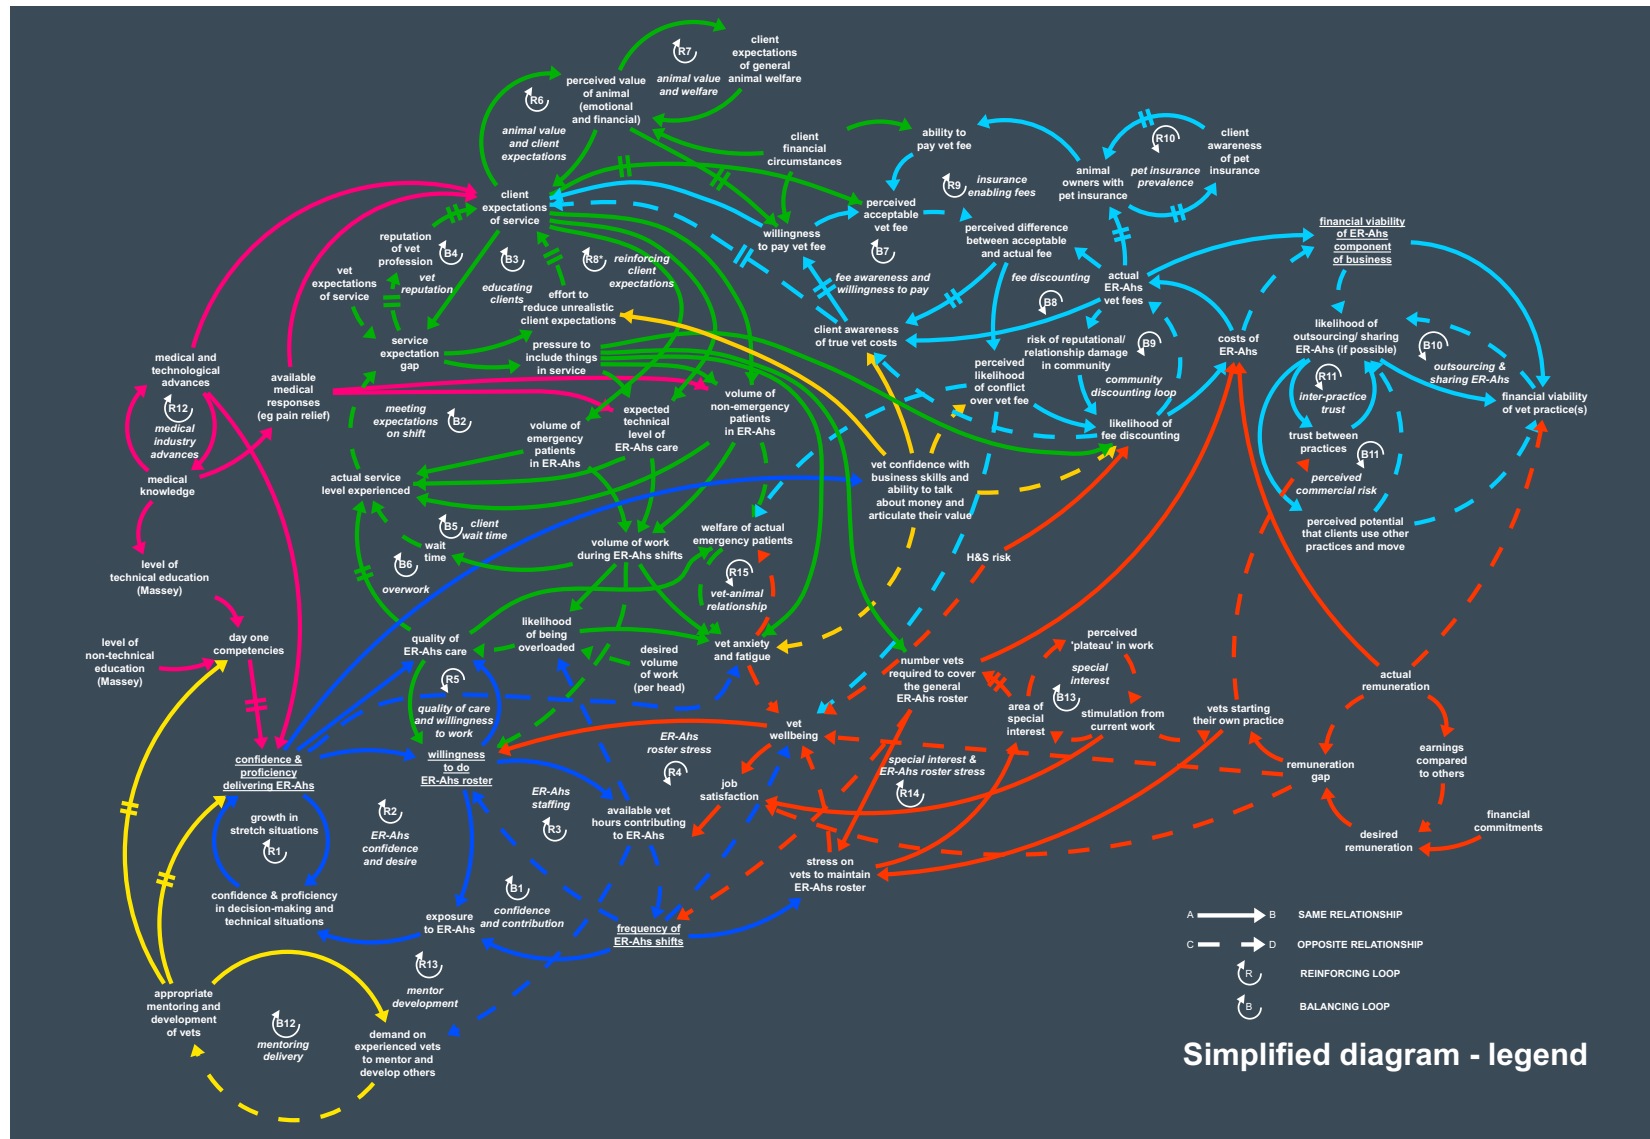 client
expectations
of general
animal welfare
R7
animal value
and welfare
perceived value
of animal
(emotional
and financial)
R6
animal value
and client
expectations
client
financial
circumstances
ability to
pay vet fee
R10
pet insurance
prevalence
client
awareness
of pet
insurance
animal
owners with
pet insurance
R9
insurance
enabling fees
client
expectations
of service
perceived
acceptable
vet fee
willingness
to pay vet fee
B7
fee awareness and
willingness to pay
perceived difference
between acceptable
and actual fee
fee discounting
B8
actual
ER-Ahs
vet fees
financial viability
of ER-Ahs
component
of business
reputation
of vet
profession
B4
vet
reputation
B3
educating
clients
R8*
reinforcing
client
expectations
vet
expectations
of service
effort to
reduce unrealistic
client expectations
service
expectation
gap
pressure to
include things
in service
client awareness
of true vet costs
risk of reputational/
relationship damage
in community
B9
community
discounting loop
costs of
ER-Ahs
likelihood of
outsourcing/ sharing
ER-Ahs (if possible)
B10
outsourcing &
sharing ER-Ahs
R11
inter-practice
trust
financial viability
of vet practice(s)
medical and
technological
advances
available
medical
responses
(eg pain relief)
R12
medical
industry
advances
medical
knowledge
meeting
expectations
on shift
B2
volume of
emergency
patients
in ER-Ahs
expected
technical
level of
ER-Ahs care
volume of
non-emergency
patients
in ER-Ahs
perceived
likelihood
of conflict
over vet fee
likelihood of
fee discounting
trust between
practices
B11
perceived
commercial risk
perceived potential
that clients use other
practices and move
actual service
level experienced
vet confidence with
business skills and
ability to talk
about money and
articulate their value
B5
client
wait time
wait
time
B6
overwork
volume of work
during ER-Ahs shifts
welfare of actual
emergency patients
R15
vet-animal
relationship
H&S risk
level of
technical education
(Massey)
level of
non-technical
education
(Massey)
day one
competencies
quality of
ER-Ahs care
likelihood
of being
overloaded
desired
volume
of work
(per head)
vet anxiety
and fatigue
number vets
required to cover
the general
ER-Ahs roster
perceived
'plateau' in work
special
interest
B13
area of
special
interest
stimulation from
current work
vets starting
their own practice
actual
remuneration
R5
quality of care
and willingness
to work
vet
wellbeing
special interest &
ER-Ahs roster stress
R14
ER-Ahs
roster stress
R4
job
satisfaction
remuneration
gap
earnings
compared
to others
financial
commitments
desired
remuneration
confidence &
proficiency
delivering ER-Ahs
willingness
to do
ER-Ahs roster
growth in
stretch situations
R1
R2
ER-Ahs
confidence
and desire
ER-Ahs
staffing
R3
available vet
hours contributing
to ER-Ahs
stress on
vets to maintain
ER-Ahs roster
confidence & proficiency
in decision-making and
technical situations
exposure
to ER-Ahs
B1
confidence
and contribution
frequency of
ER-Ahs shifts
R13
mentor
development
appropriate
mentoring and
development
of vets
B12
mentoring
delivery
demand on
experienced vets
to mentor and
develop others
A B SAME RELATIONSHIP
C D OPPOSITE RELATIONSHIP
R REINFORCING LOOP
B BALANCING LOOP
Simplified diagram - legend